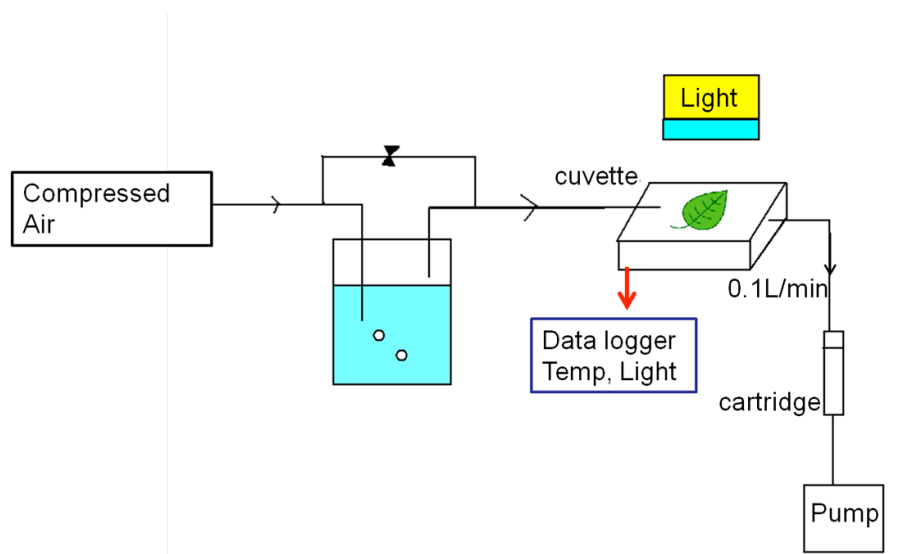 Light
cuvette
Compressed
Air
0.1L/min
Data logger
Temp, Light
cartridge
Pump